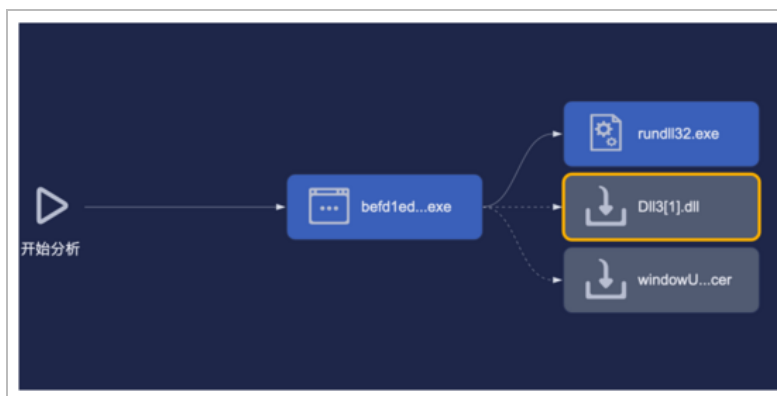 开始分析
befd1ed...exe
rundll32.exe
Dll3[1].dll
windowU...cer